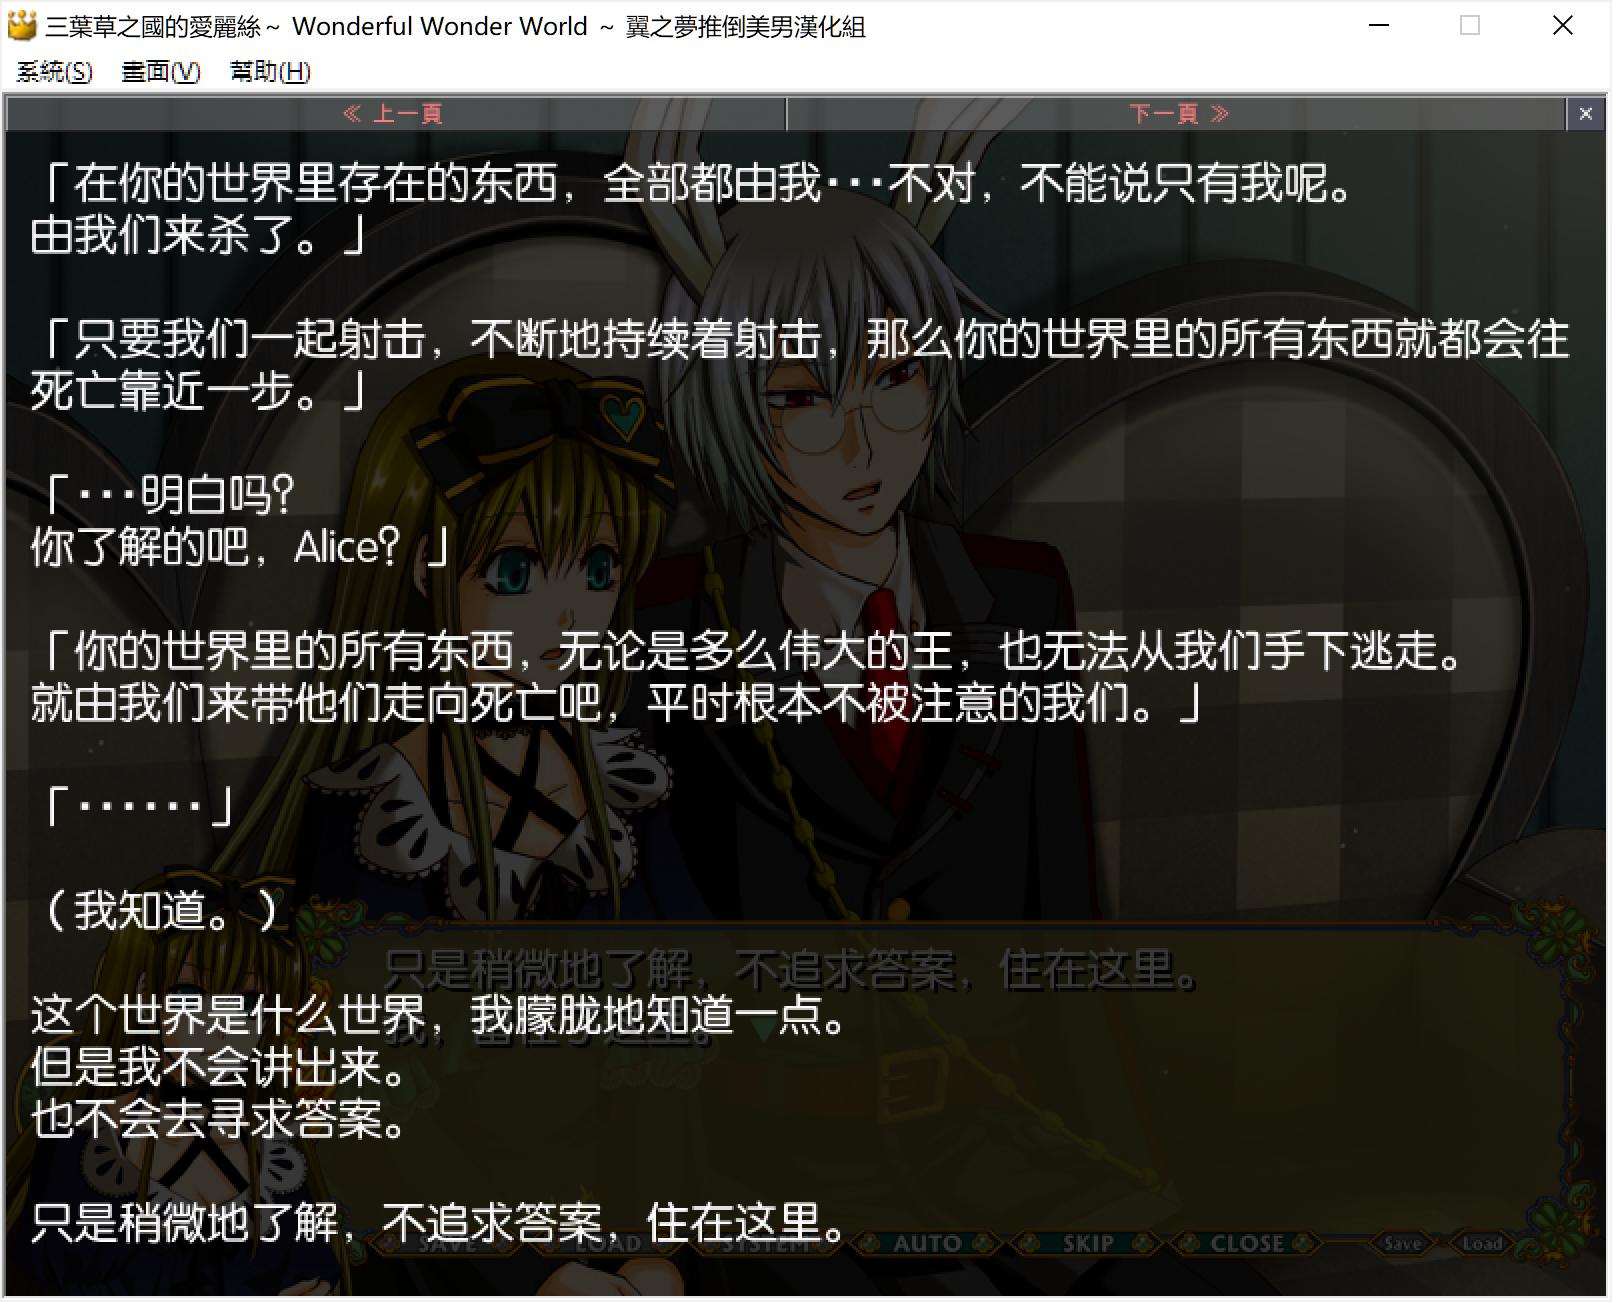 三葉草之國的愛麗絲~ Wonderful Wonder World ~ 翼之夢推倒美男漢化組
系統(S) 畫面(V) 幫助(H)
≪ 上一頁
下一頁 ≫
「在你的世界里存在的东西，全部都由我···不对，不能说只有我呢。
由我们来杀了。」
「只要我们一起射击，不断地持续着射击，那么你的世界里的所有东西就都会往
死亡靠近一步。」
「···明白吗？
你了解的吧，Alice？」
「你的世界里的所有东西，无论是多么伟大的王，也无法从我们手下逃走。
就由我们来带他们走向死亡吧，平时根本不被注意的我们。」
「······」
（我知道。）
只是稍微地了解，不追求答案，住在这里。
这个世界是什么世界，我朦胧地知道一点。
但是我不会讲出来。
也不会去寻求答案。
只是稍微地了解，不追求答案，住在这里。
SAVE LOAD SYSTEM AUTO SKIP CLOSE Save Load